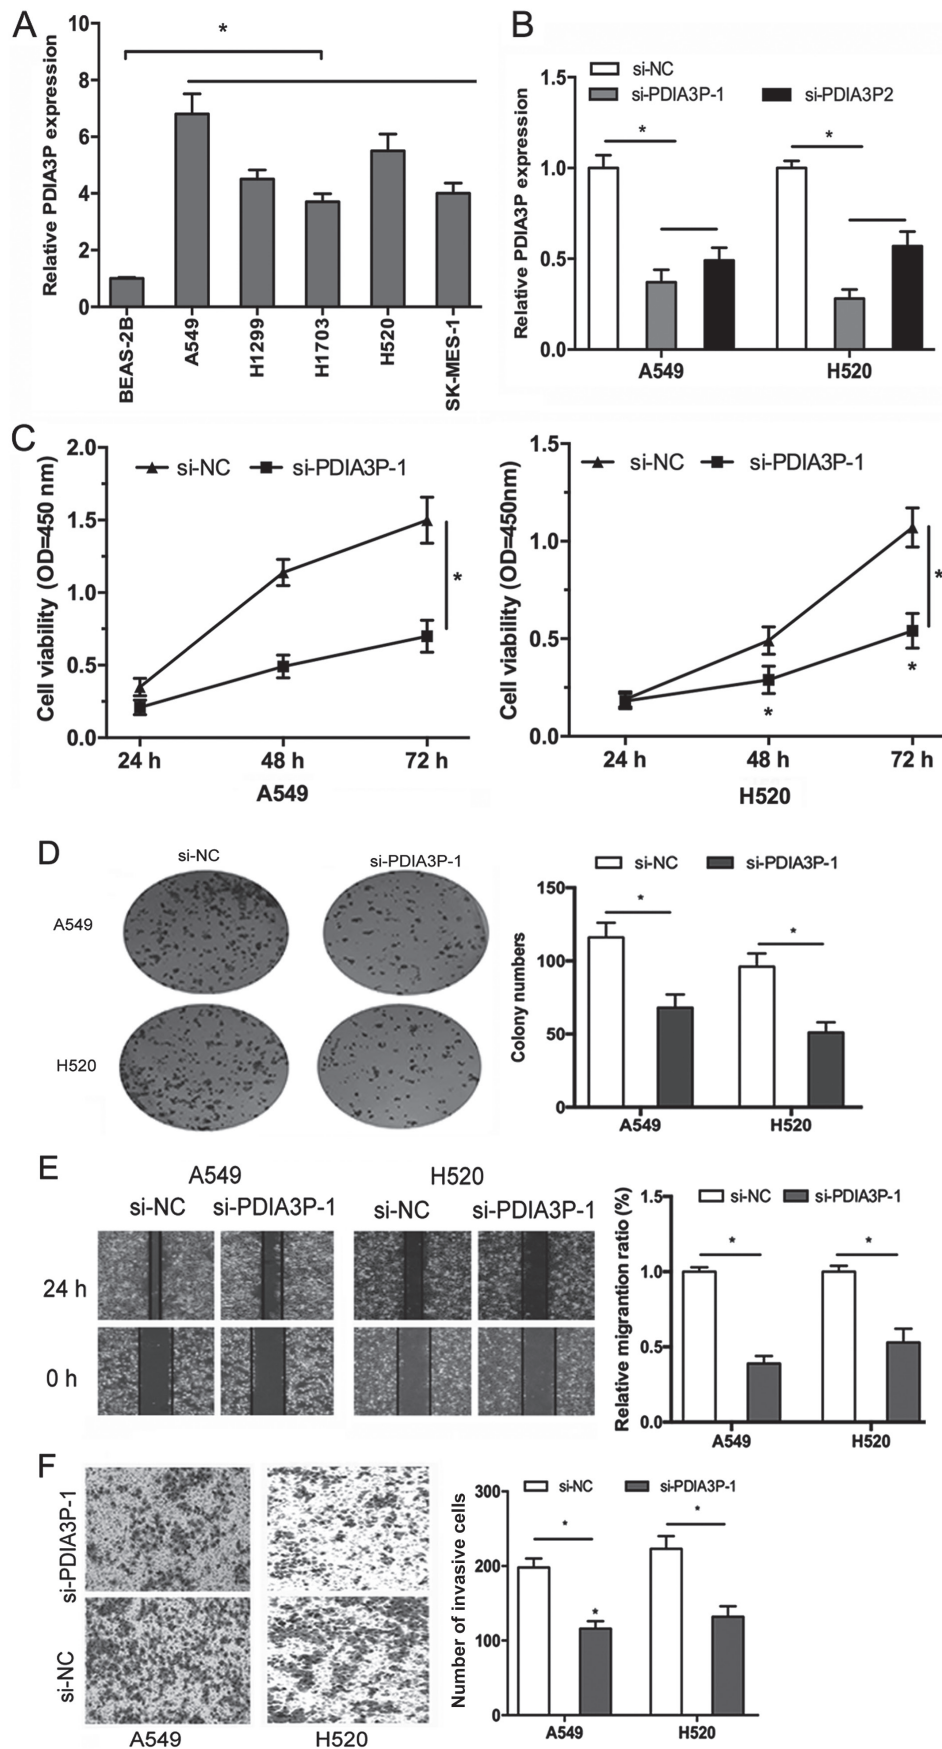 A
Relative PDIA3P expression
10
8
6
4
2
0
*
BEAS-2B
A549
H1299
H1703
H520
SK-MES-1
B
si-NC
si-PDIA3P-1
si-PDIA3P2
Relative PDIA3P expression
1.5
1.0
0.5
0.0
*
*
A549
H520
C
Cell viability (OD=450 nm)
2.0
1.5
1.0
0.5
0.0
si-NC
si-PDIA3P-1
*
24 h
48 h
72 h
A549
Cell viability (OD=450nm)
1.5
1.0
0.5
0.0
si-NC
si-PDIA3P-1
*
*
*
24 h
48 h
72 h
H520
D
si-NC
si-PDIA3P-1
A549
H520
si-NC
si-PDIA3P-1
Colony numbers
150
100
50
0
*
*
A549
H520
E
A549
H520
si-NC
si-PDIA3P-1
si-NC
si-PDIA3P-1
24 h
0 h
Relative migrantion ratio (%)
1.5
1.0
0.5
0.0
si-NC
si-PDIA3P-1
*
*
A549
H520
F
si-PDIA3P-1
si-NC
A549
H520
Number of invasive cells
300
200
100
0
si-NC
si-PDIA3P-1
*
*
*
A549
H520